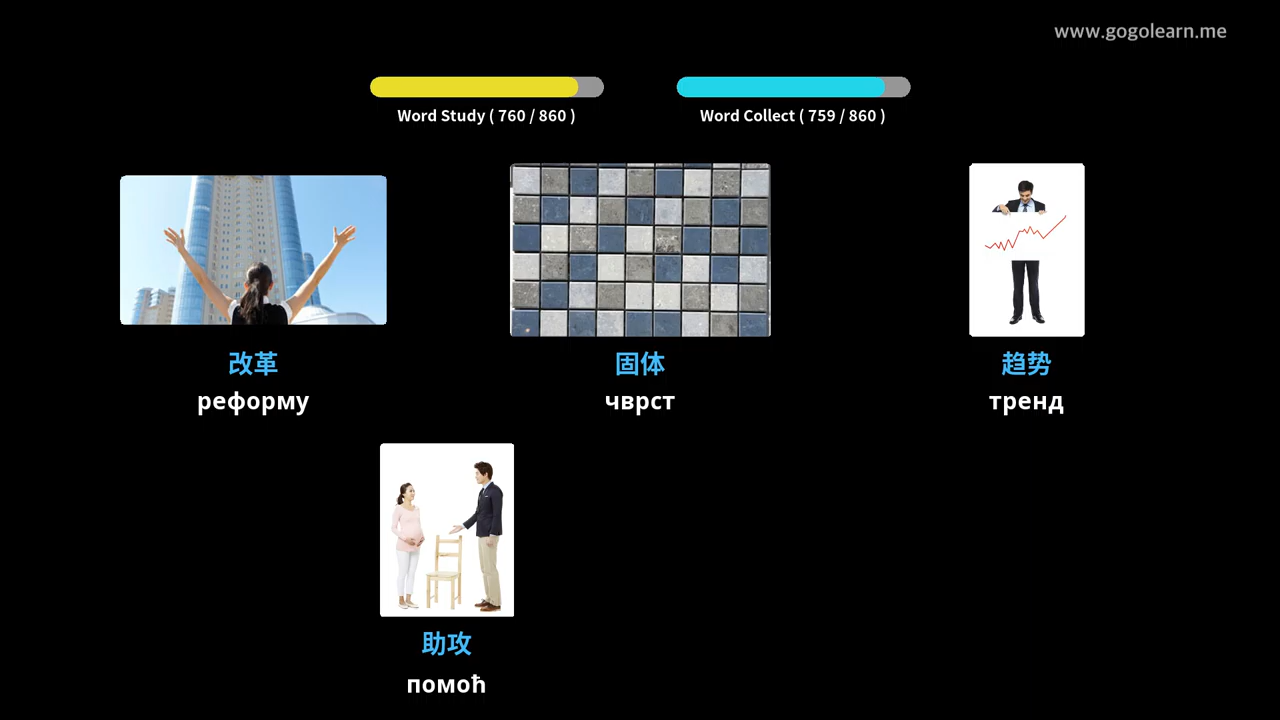 www.gogolearn.me
Word Study ( 760 / 860 )
Word Collect ( 759 / 860 )
改革
реформу
固体
чврст
趋势
тренд
助攻
помоћ